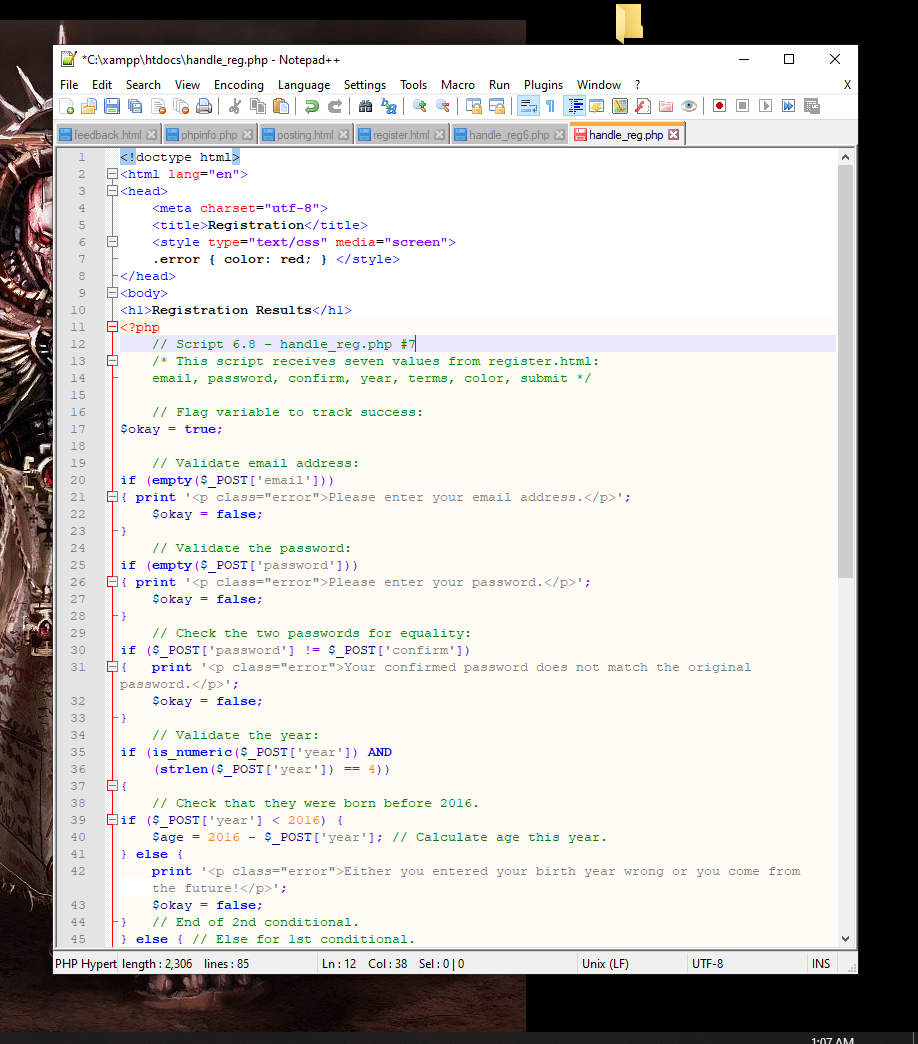 *C:\xampp\htdocs\handle_reg.php - Notepad++
File Edit Search View Encoding Language Settings Tools Macro Run Plugins Window ? X
feedback.html phpinfo.php posting.html register.html handle_reg6.php handle_reg.php
1 <!doctype html>
2 <html lang="en">
3 <head>
4 <meta charset="utf-8">
5 <title>Registration</title>
6 <style type="text/css" media="screen">
7 .error { color: red; } </style>
8 </head>
9 <body>
10 <h1>Registration Results</h1>
11 <?php
12 // Script 6.8 - handle_reg.php #7
13 /* This script receives seven values from register.html:
14 email, password, confirm, year, terms, color, submit */
15
16 // Flag variable to track success:
17 $okay = true;
18
19 // Validate email address:
20 if (empty($_POST['email']))
21 { print '<p class="error">Please enter your email address.</p>';
22 $okay = false;
23 }
24 // Validate the password:
25 if (empty($_POST['password']))
26 { print '<p class="error">Please enter your password.</p>';
27 $okay = false;
28 }
29 // Check the two passwords for equality:
30 if ($_POST['password'] != $_POST['confirm'])
31 { print '<p class="error">Your confirmed password does not match the original
password.</p>';
32 $okay = false;
33 }
34 // Validate the year:
35 if (is_numeric($_POST['year']) AND
36 (strlen($_POST['year']) == 4))
37 {
38 // Check that they were born before 2016.
39 if ($_POST['year'] < 2016) {
40 $age = 2016 - $_POST['year']; // Calculate age this year.
41 } else {
42 print '<p class="error">Either you entered your birth year wrong or you come from
the future!</p>';
43 $okay = false;
44 } // End of 2nd conditional.
45 } else { // Else for 1st conditional.
PHP Hypert length : 2,306 lines : 85 Ln : 12 Col : 38 Sel : 0 | 0 Unix (LF) UTF-8 INS
1:07 AM